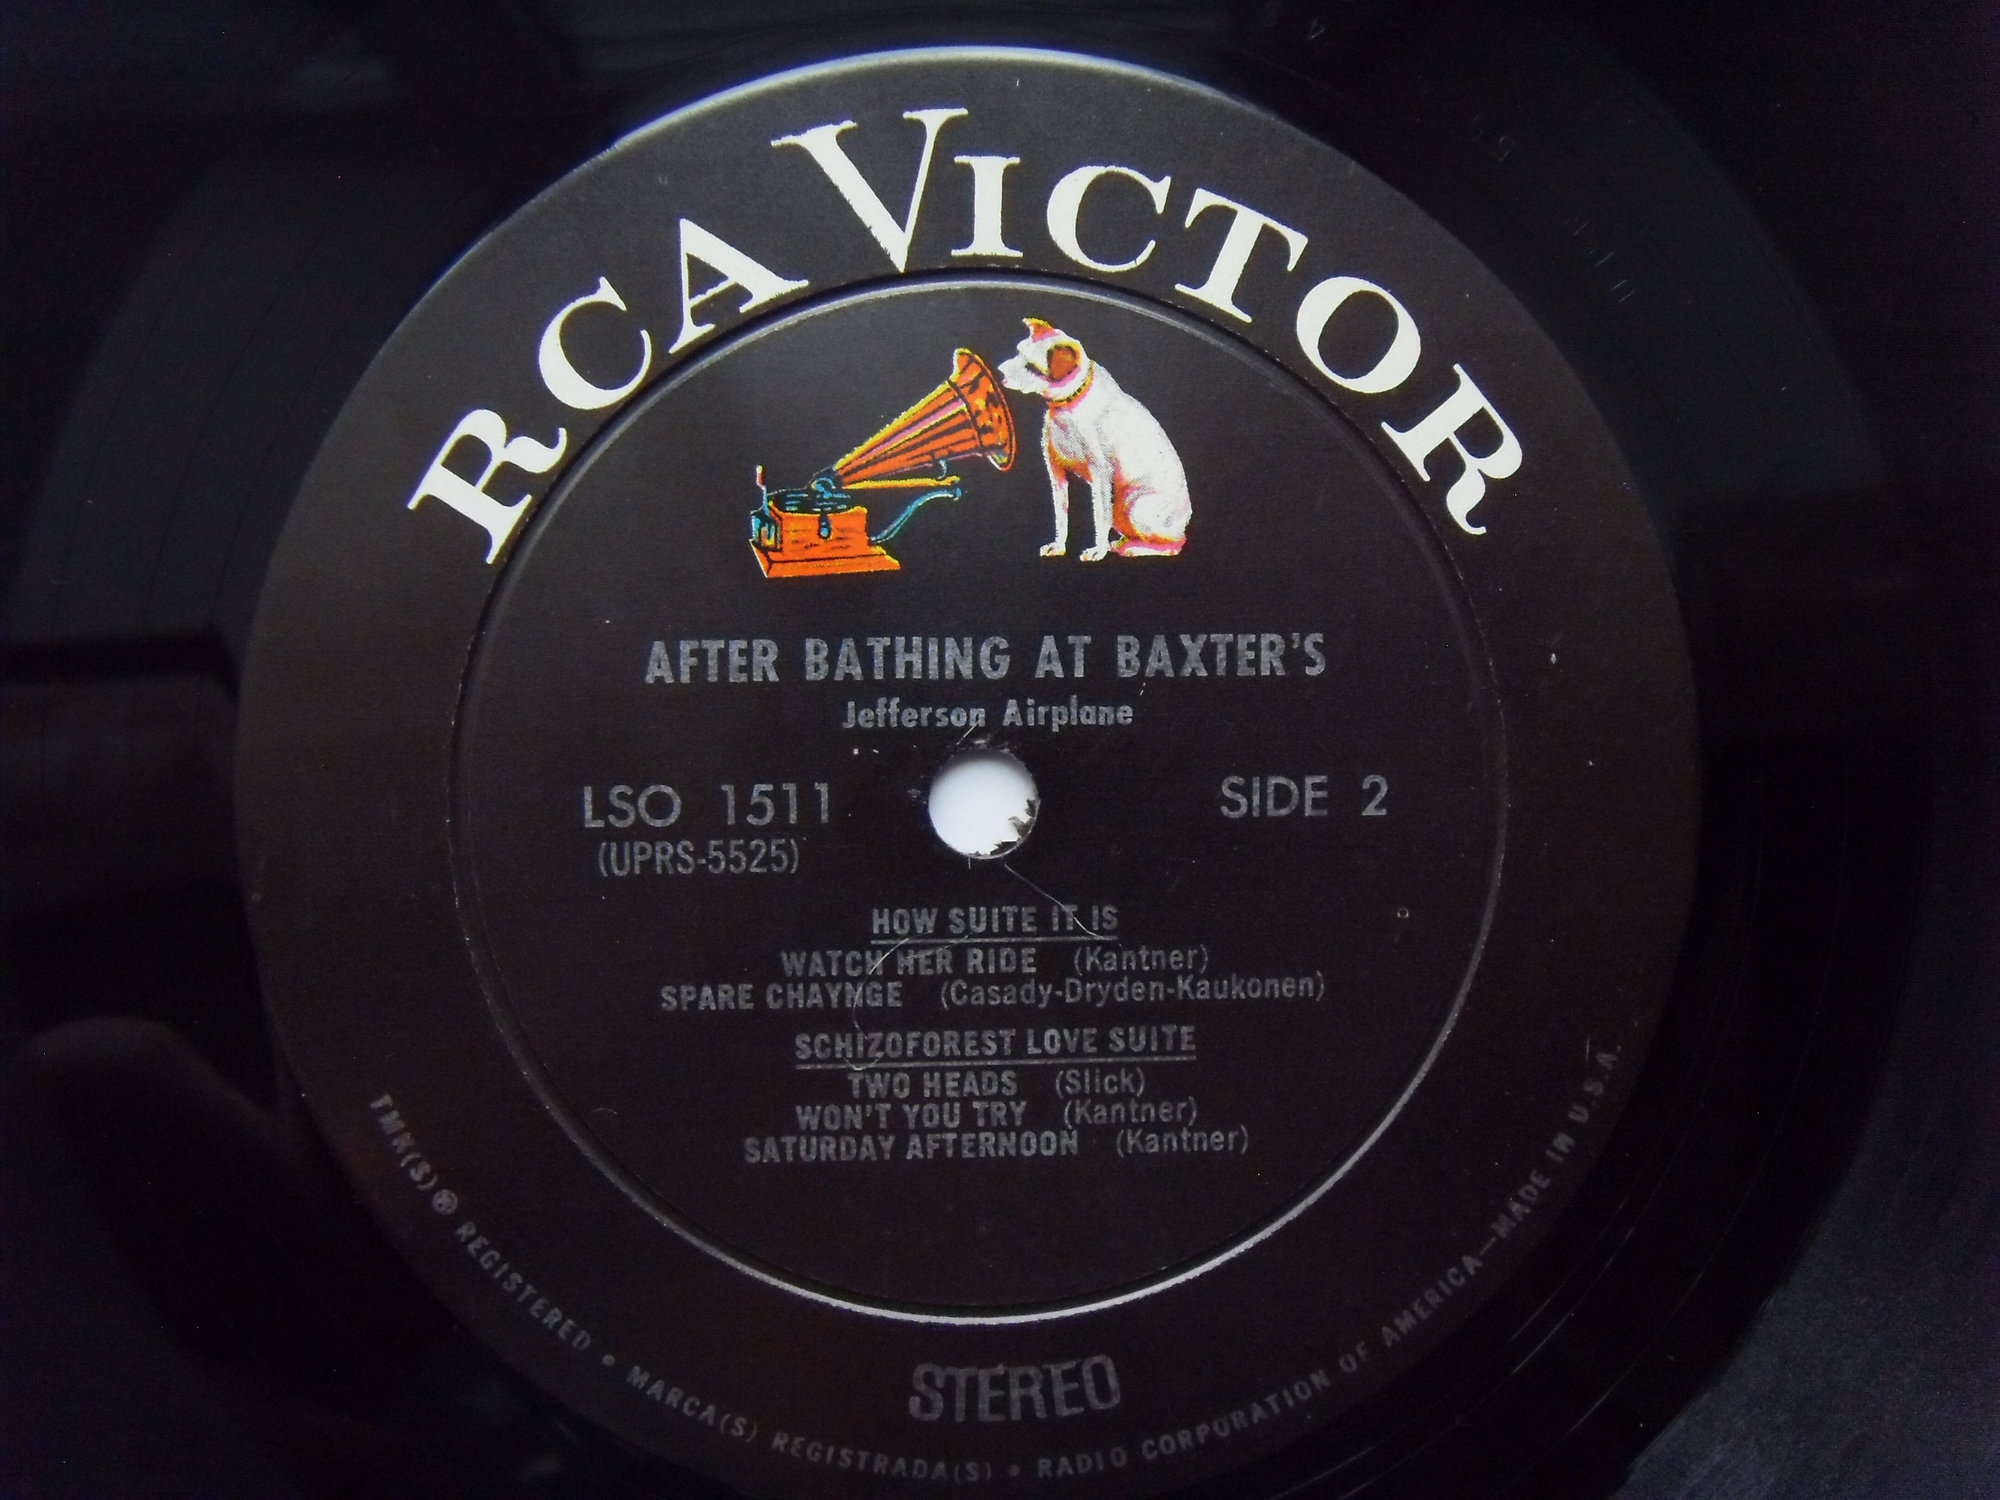 RCA VICTOR
AFTER BATHING AT BAXTER'S
Jefferson Airplane
LSO 1511
(UPRS-5525)
SIDE 2
HOW SUITE IT IS
WATCH HER RIDE (Kantner)
SPARE CHAYNGE (Casady-Dryden-Kaukonen)
SCHIZOFOREST LOVE SUITE
TWO HEADS (Slick)
WON'T YOU TRY (Kantner)
SATURDAY AFTERNOON (Kantner)
STEREO
TMK(S) ® REGISTERED • MARCA(S) REGISTRADA(S) • RADIO CORPORATION OF AMERICA—MADE IN U.S.A.